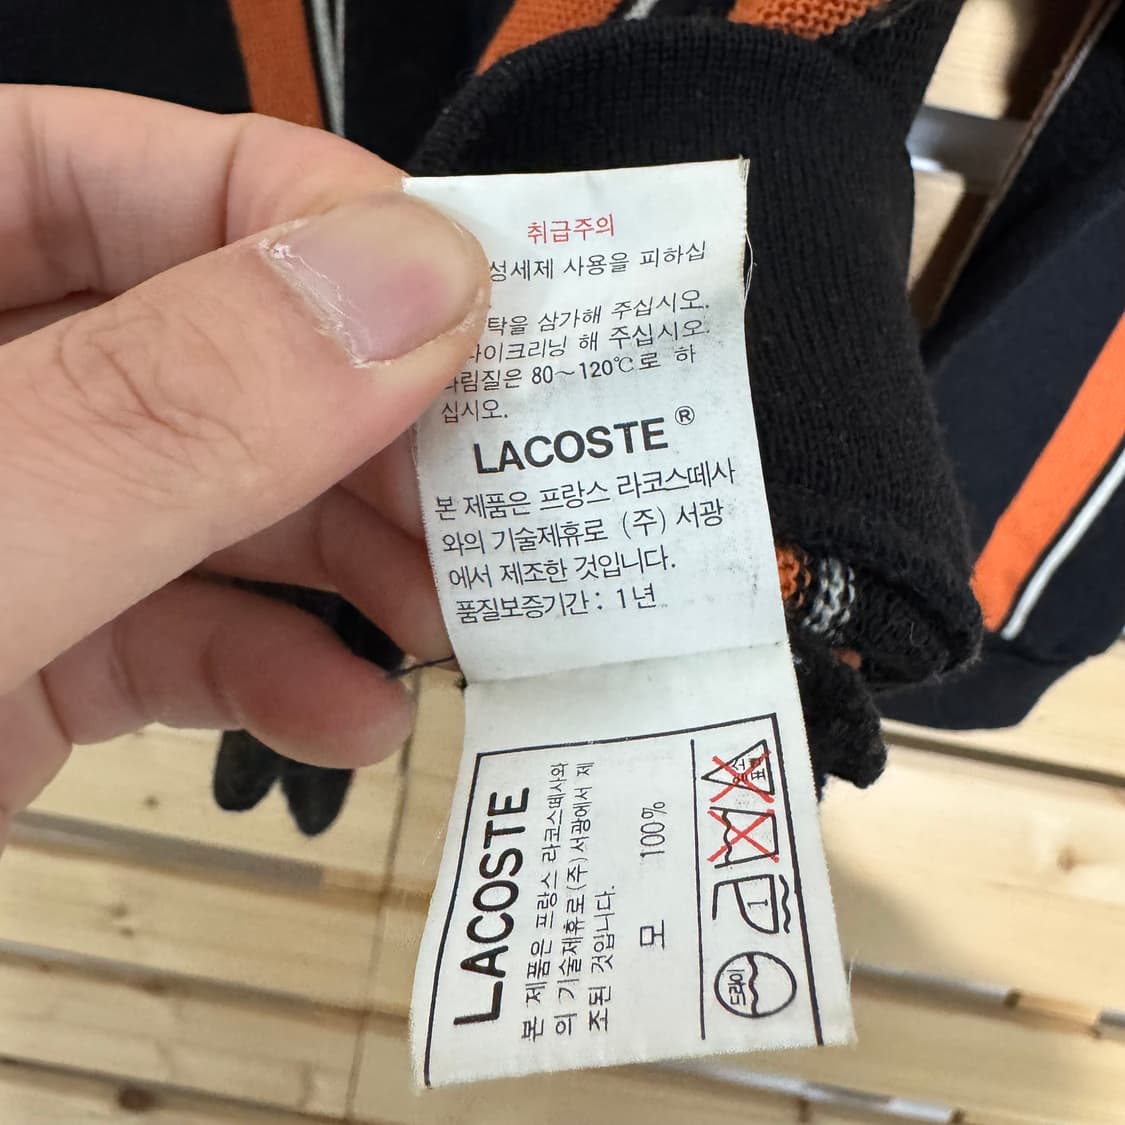 취급주의
성세제 사용을 피하십
탁을 삼가해 주십시오.
이크리닝 해 주십시오.
림질은 80~120℃로 하
십시오.
LACOSTE ®
본 제품은 프랑스 라코스떼사
와의 기술제휴로 (주) 서광
에서 제조한 것입니다.
품질보증기간 : 1년
LACOSTE
본 제품은 프랑스 라코스떼사와
의 기술제휴로(주)서광에서 제
조된 것입니다.
모 100%
1
드라이